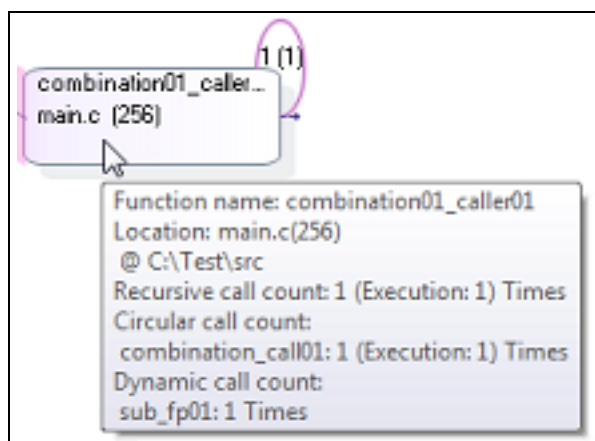 1 (1)
combination01_caller...
main.c (256)
Function name: combination01_caller01
Location: main.c(256)
@ C:\Test\src
Recursive call count: 1 (Execution: 1) Times
Circular call count:
combination_call01: 1 (Execution: 1) Times
Dynamic call count:
sub_fp01: 1 Times